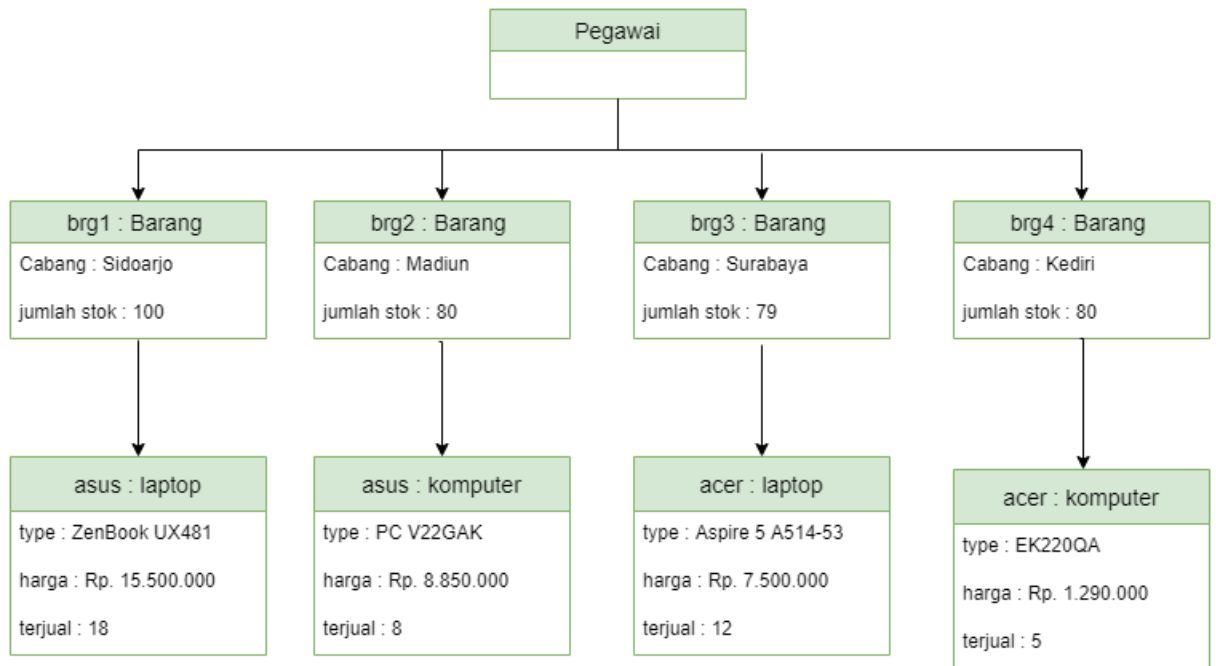 Pegawai
brg1 : Barang
Cabang : Sidoarjo
jumlah stok : 100
brg2 : Barang
Cabang : Madiun
jumlah stok : 80
brg3 : Barang
Cabang : Surabaya
jumlah stok : 79
brg4 : Barang
Cabang : Kediri
jumlah stok : 80
asus : laptop
type : ZenBook UX481
harga : Rp. 15.500.000
terjual : 18
asus : komputer
type : PC V22GAK
harga : Rp. 8.850.000
terjual : 8
acer : laptop
type : Aspire 5 A514-53
harga : Rp. 7.500.000
terjual : 12
acer : komputer
type : EK220QA
harga : Rp. 1.290.000
terjual : 5